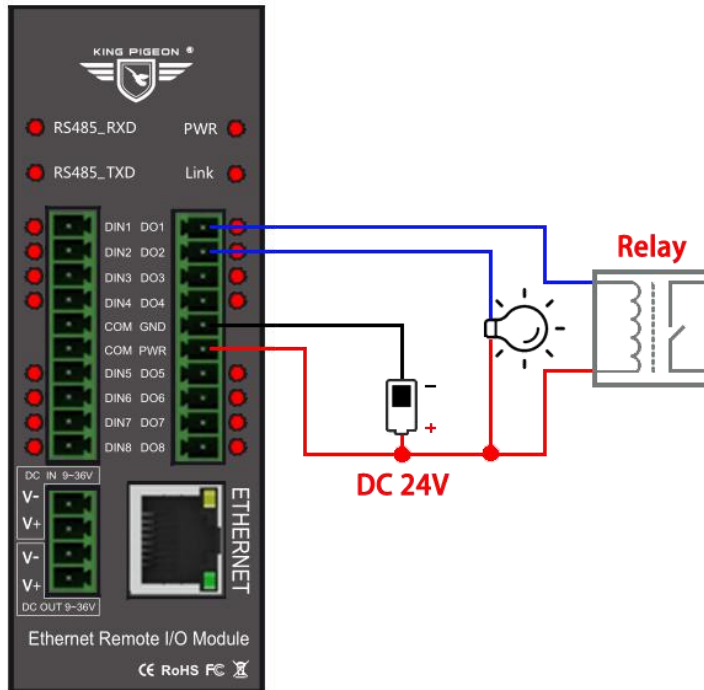 KING PIGEON ®
RS485_RXD PWR
RS485_TXD Link
DIN1 DO1
DIN2 DO2
DIN3 DO3
DIN4 DO4
COM GND
COM PWR
DIN5 DO5
DIN6 DO6
DIN7 DO7
DIN8 DO8
DC IN 9~36V
V-
V+
V-
V+
DC OUT 9~36V
ETHERNET
Ethernet Remote I/O Module
CE RoHS FC
Relay
−
+
DC 24V